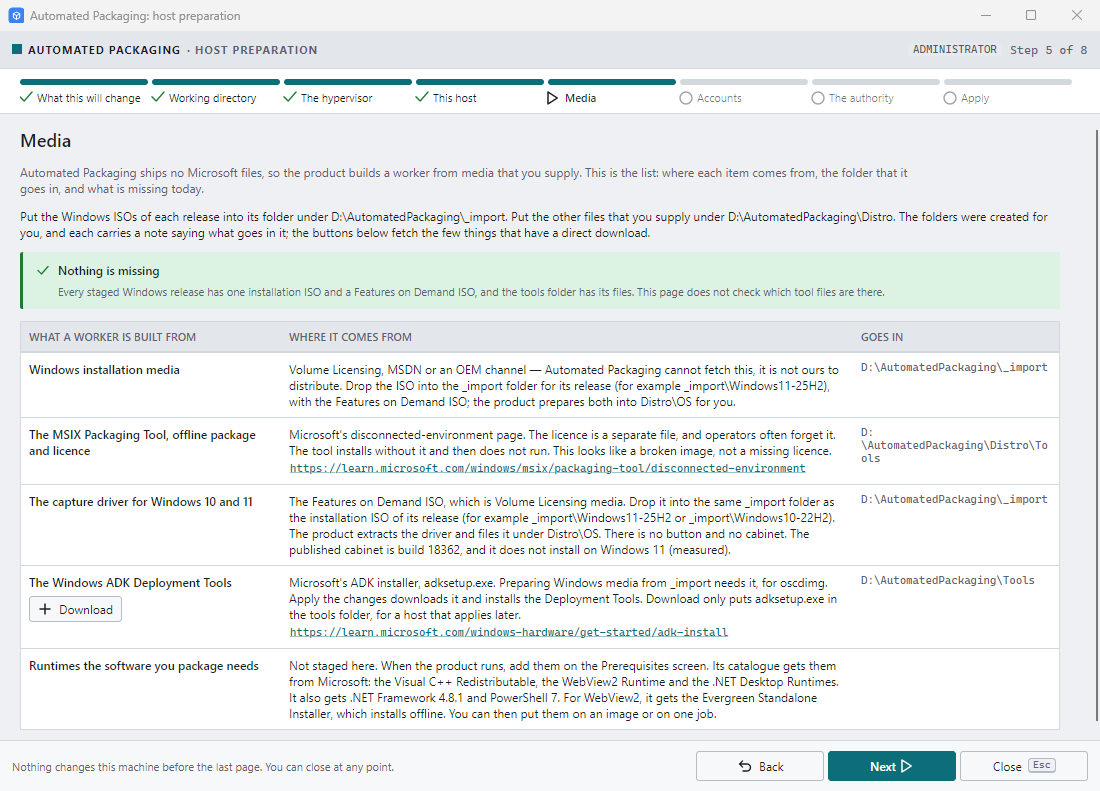 Automated Packaging: host preparation
AUTOMATED PACKAGING · HOST PREPARATION
ADMINISTRATOR Step 5 of 8
What this will change
Working directory
The hypervisor
This host
Media
Accounts
The authority
Apply
Media
Automated Packaging ships no Microsoft files, so the product builds a worker from media that you supply. This is the list: where each item comes from, the folder that it
goes in, and what is missing today.
Put the Windows ISOs of each release into its folder under D:\AutomatedPackaging\_import. Put the other files that you supply under D:\AutomatedPackaging\Distro. The folders were created for
you, and each carries a note saying what goes in it; the buttons below fetch the few things that have a direct download.
Nothing is missing
Every staged Windows release has one installation ISO and a Features on Demand ISO, and the tools folder has its files. This page does not check which tool files are there.
WHAT A WORKER IS BUILT FROM
WHERE IT COMES FROM
GOES IN
Windows installation media
Volume Licensing, MSDN or an OEM channel — Automated Packaging cannot fetch this, it is not ours to
distribute. Drop the ISO into the _import folder for its release (for example _import\Windows11-25H2),
with the Features on Demand ISO; the product prepares both into Distro\OS for you.
D:\AutomatedPackaging\_import
The MSIX Packaging Tool, offline package
and licence
Microsoft's disconnected-environment page. The licence is a separate file, and operators often forget it.
The tool installs without it and then does not run. This looks like a broken image, not a missing licence.
https://learn.microsoft.com/windows/msix/packaging-tool/disconnected-environment
D:
\AutomatedPackaging\Distro\To
ols
The capture driver for Windows 10 and 11
The Features on Demand ISO, which is Volume Licensing media. Drop it into the same _import folder as
the installation ISO of its release (for example _import\Windows11-25H2 or _import\Windows10-22H2).
The product extracts the driver and files it under Distro\OS. There is no button and no cabinet. The
published cabinet is build 18362, and it does not install on Windows 11 (measured).
D:\AutomatedPackaging\_import
The Windows ADK Deployment Tools
Download
Microsoft's ADK installer, adksetup.exe. Preparing Windows media from _import needs it, for oscdimg.
Apply the changes downloads it and installs the Deployment Tools. Download only puts adksetup.exe in
the tools folder, for a host that applies later.
https://learn.microsoft.com/windows-hardware/get-started/adk-install
D:\AutomatedPackaging\Tools
Runtimes the software you package needs
Not staged here. When the product runs, add them on the Prerequisites screen. Its catalogue gets them
from Microsoft: the Visual C++ Redistributable, the WebView2 Runtime and the .NET Desktop Runtimes.
It also gets .NET Framework 4.8.1 and PowerShell 7. For WebView2, it gets the Evergreen Standalone
Installer, which installs offline. You can then put them on an image or on one job.
Nothing changes this machine before the last page. You can close at any point.
Back
Next
Close Esc